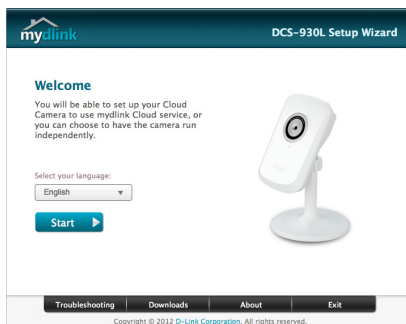 mydlink
DCS-930L Setup Wizard
Welcome
You will be able to set up your Cloud
Camera to use mydlink Cloud service, or
you can choose to have the camera run
independently.
Select your language:
English
Start
Troubleshooting Downloads About Exit
Copyright © 2012 D-Link Corporation. All rights reserved.